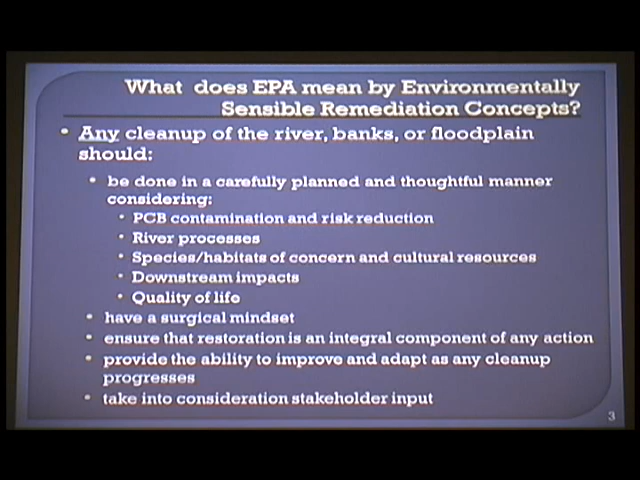 What does EPA mean by Environmentally
Sensible Remediation Concepts?
• Any cleanup of the river, banks, or floodplain
should:
• be done in a carefully planned and thoughtful manner
considering:
• PCB contamination and risk reduction
• River processes
• Species/habitats of concern and cultural resources
• Downstream impacts
• Quality of life
• have a surgical mindset
• ensure that restoration is an integral component of any action
• provide the ability to improve and adapt as any cleanup
progresses
• take into consideration stakeholder input
3